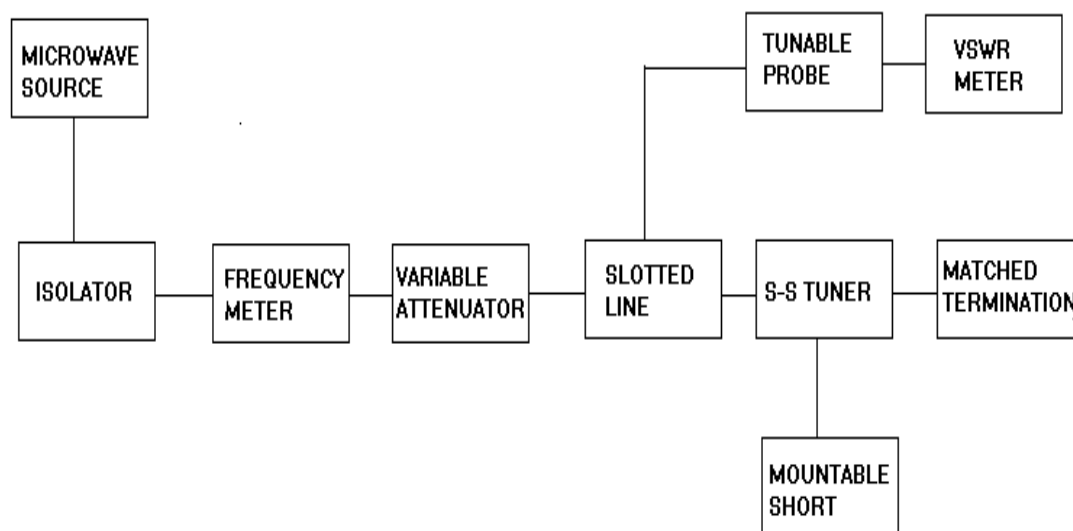 MICROWAVE
SOURCE
TUNABLE
PROBE
VSWR
METER
ISOLATOR
FREQUENCY
METER
VARIABLE
ATTENUATOR
SLOTTED
LINE
S-S TUNER
MATCHED
TERMINATION
MOUNTABLE
SHORT